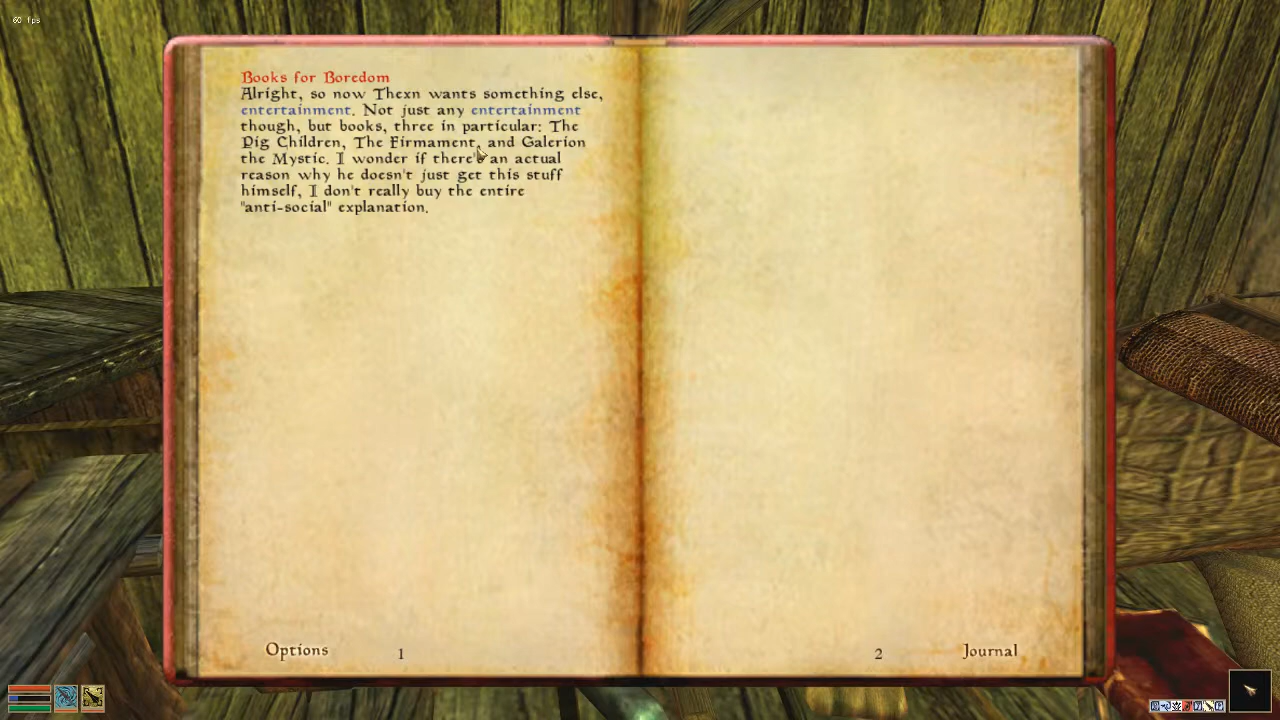 60 fps
Books for Boredom
Alright, so now Thexn wants something else,
entertainment. Not just any entertainment
though, but books, three in particular: The
Pig Children, The Firmament, and Galerion
the Mystic. I wonder if there's an actual
reason why he doesn't just get this stuff
himself, I don't really buy the entire
"anti-social" explanation.
Options 1 2 Journal